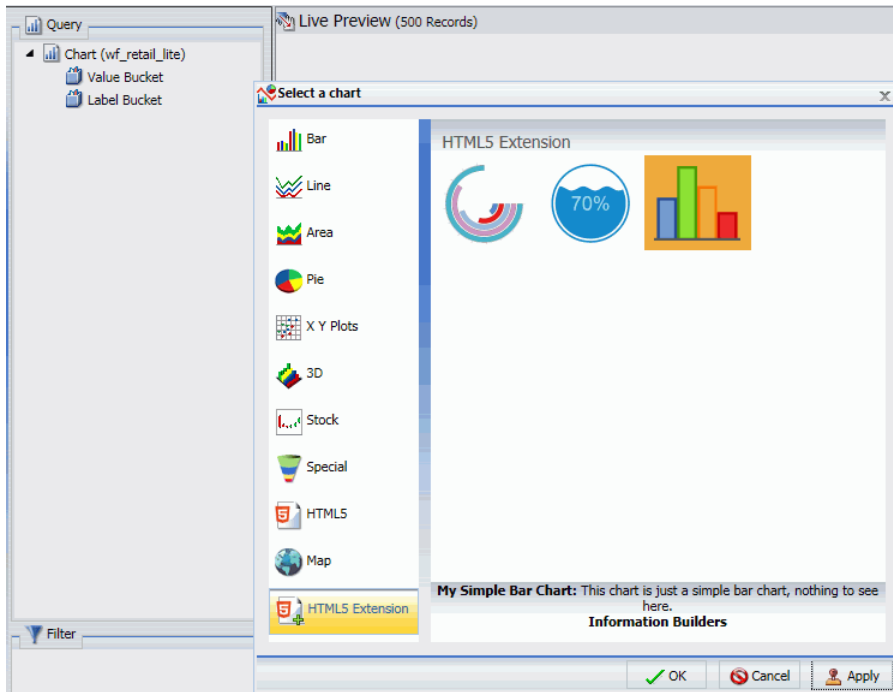 Query
Chart (wf_retail_lite)
Value Bucket
Label Bucket
Live Preview (500 Records)
Select a chart
Bar
Line
Area
Pie
X Y Plots
3D
Stock
Special
HTML5
Map
HTML5 Extension
HTML5 Extension
70%
My Simple Bar Chart: This chart is just a simple bar chart, nothing to see
here.
Information Builders
Filter
OK
Cancel
Apply